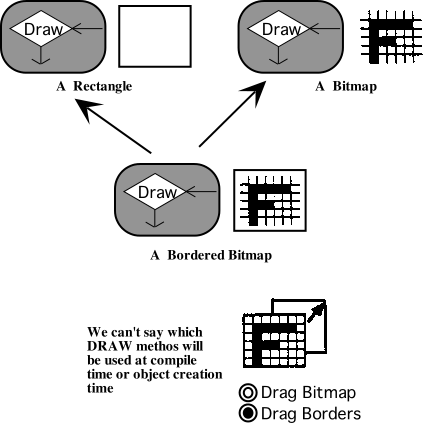 Draw
Draw
A Rectangle
A Bitmap
Draw
A Bordered Bitmap
We can't say which
DRAW methos will
be used at compile
time or object creation
time
Drag Bitmap
Drag Borders